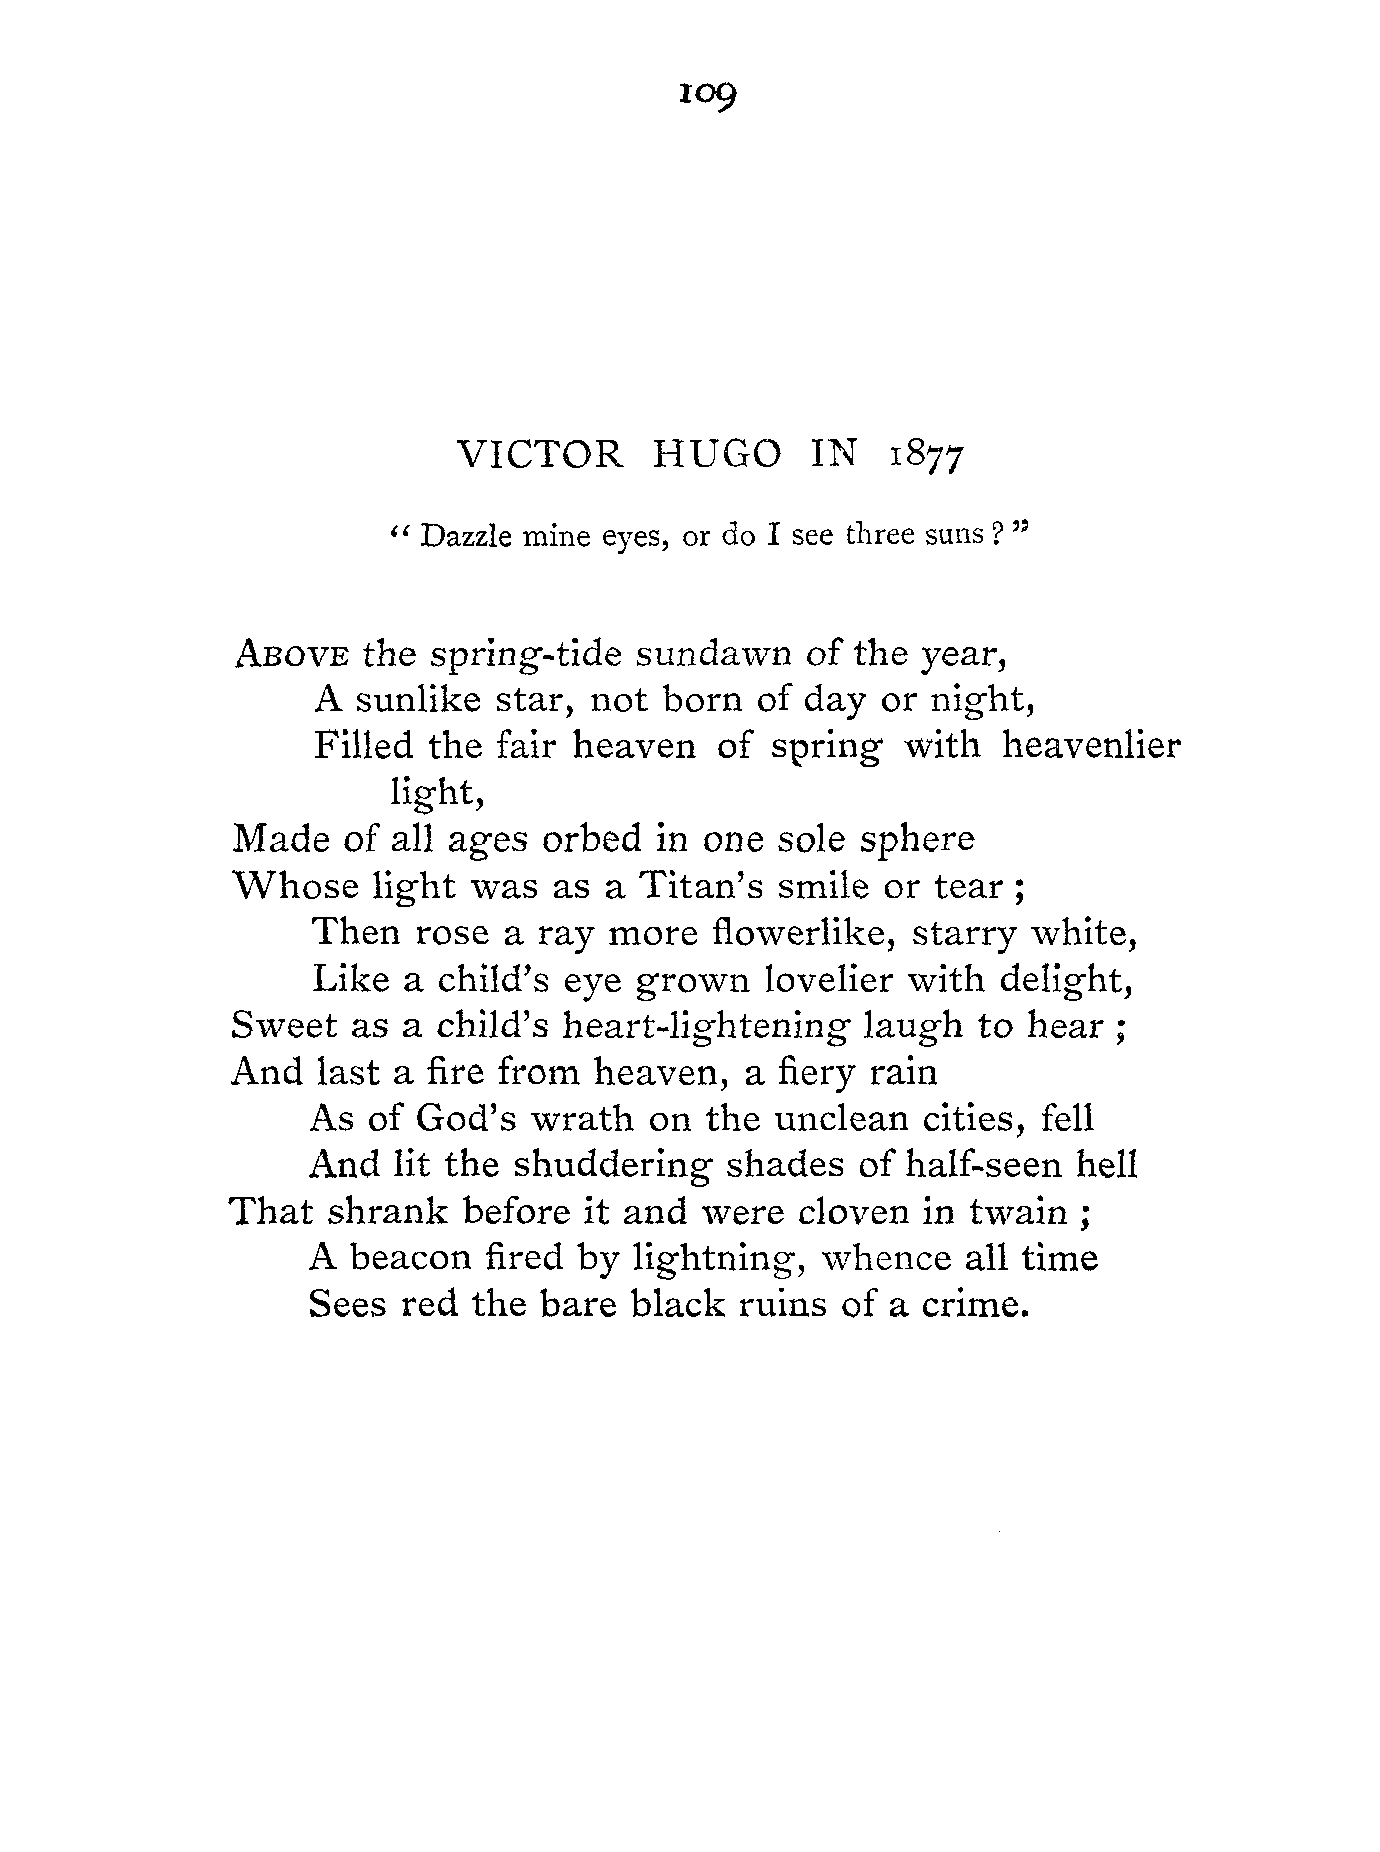 109
VICTOR HUGO IN 1877
“ Dazzle mine eyes, or do I see three suns ? ”
ABOVE the spring-tide sundawn of the year,
A sunlike star, not born of day or night,
Filled the fair heaven of spring with heavenlier
light,
Made of all ages orbed in one sole sphere
Whose light was as a Titan’s smile or tear ;
Then rose a ray more flowerlike, starry white,
Like a child’s eye grown lovelier with delight,
Sweet as a child’s heart-lightening laugh to hear ;
And last a fire from heaven, a fiery rain
As of God’s wrath on the unclean cities, fell
And lit the shuddering shades of half-seen hell
That shrank before it and were cloven in twain ;
A beacon fired by lightning, whence all time
Sees red the bare black ruins of a crime.